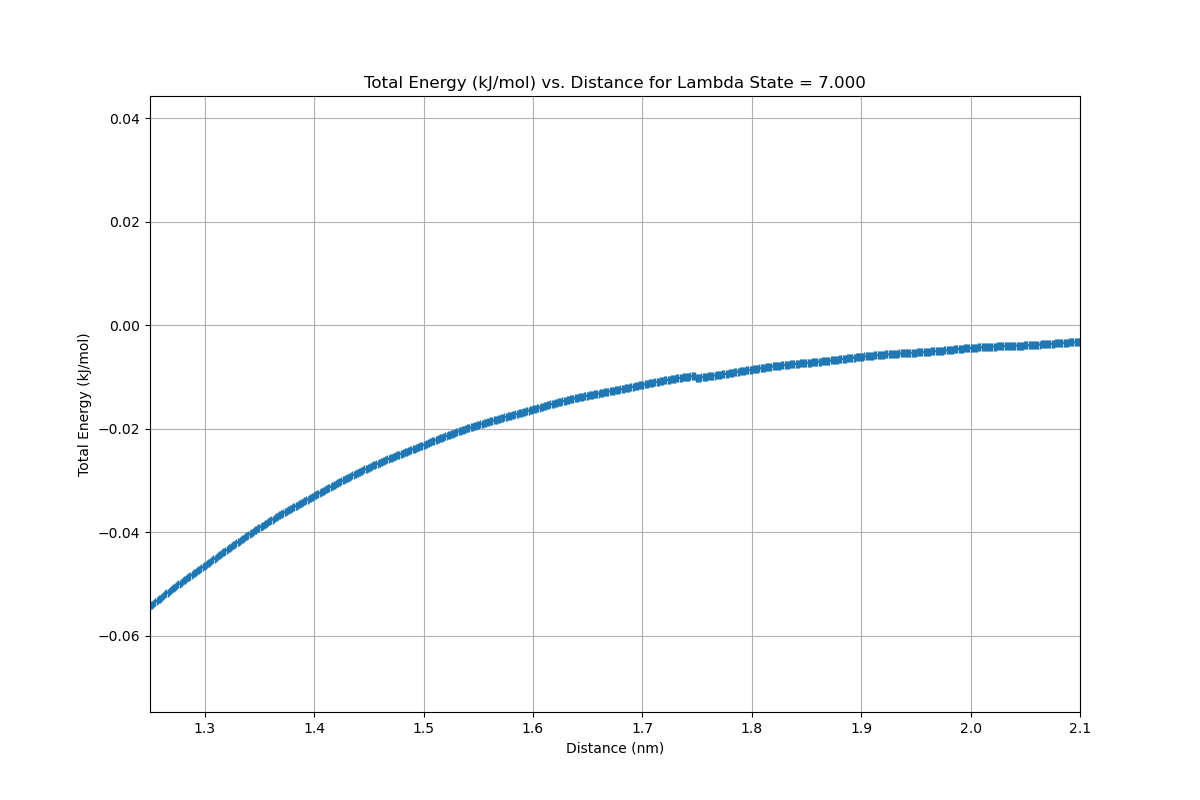 Total Energy (kJ/mol) vs. Distance for Lambda State = 7.000
0.04
0.02
0.00
−0.02
−0.04
−0.06
Total Energy (kJ/mol)
1.3 1.4 1.5 1.6 1.7 1.8 1.9 2.0 2.1
Distance (nm)